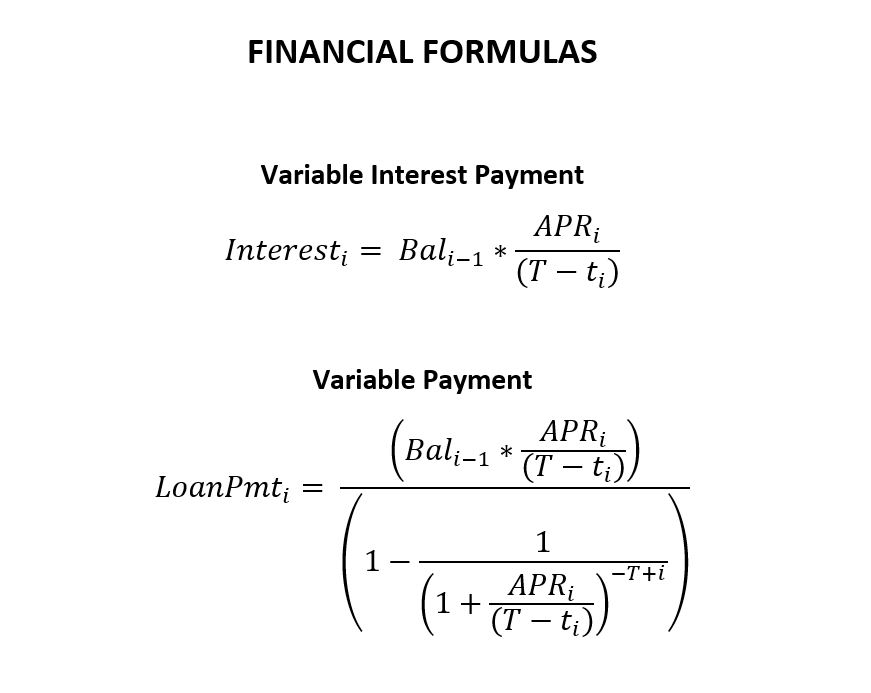 FINANCIAL FORMULAS
Variable Interest Payment
Interest_i = Bal_{i−1} * \frac{APR_i}{(T − t_i)}
Variable Payment
LoanPmt_i = \frac{\left(Bal_{i−1} * \frac{APR_i}{(T − t_i)}\right)}{\left(1 − \frac{1}{\left(1 + \frac{APR_i}{(T − t_i)}\right)^{−T+i}}\right)}